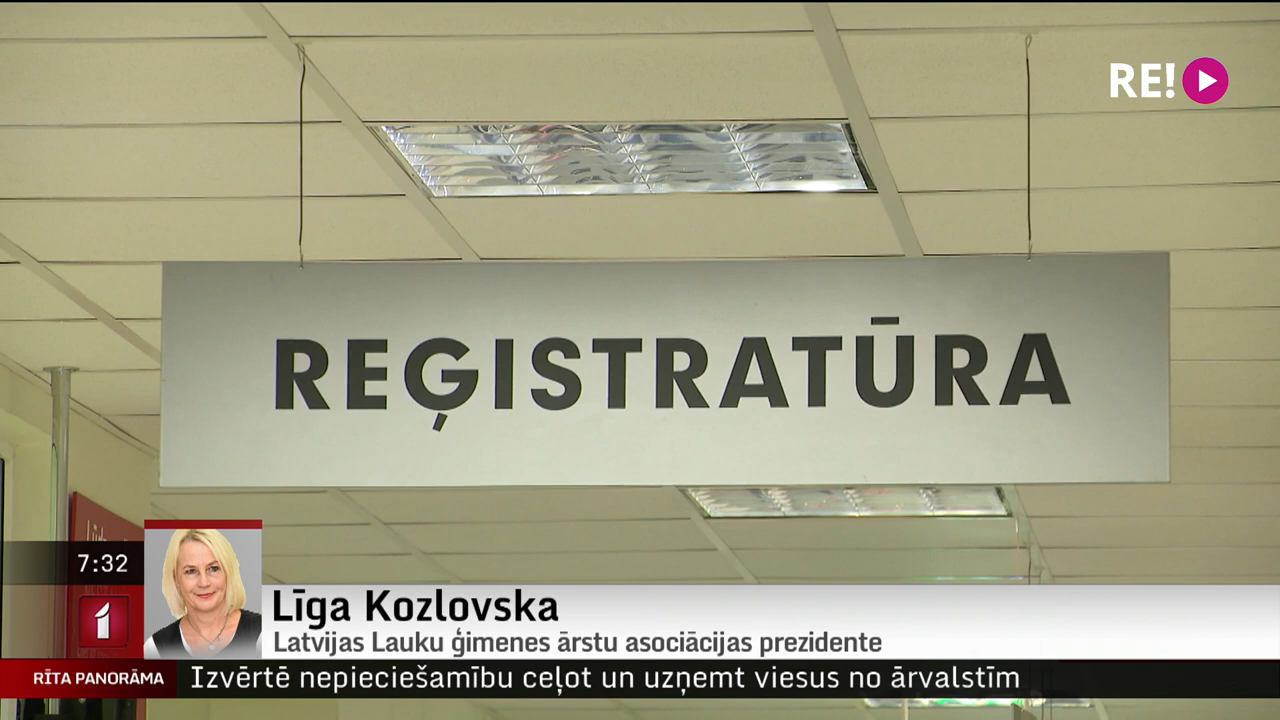 RE!
REĢISTRATŪRA
7:32
1
Līga Kozlovska
Latvijas Lauku ģimenes ārstu asociācijas prezidente
RĪTA PANORĀMA
Izvērtē nepieciešamību ceļot un uzņemt viesus no ārvalstīm